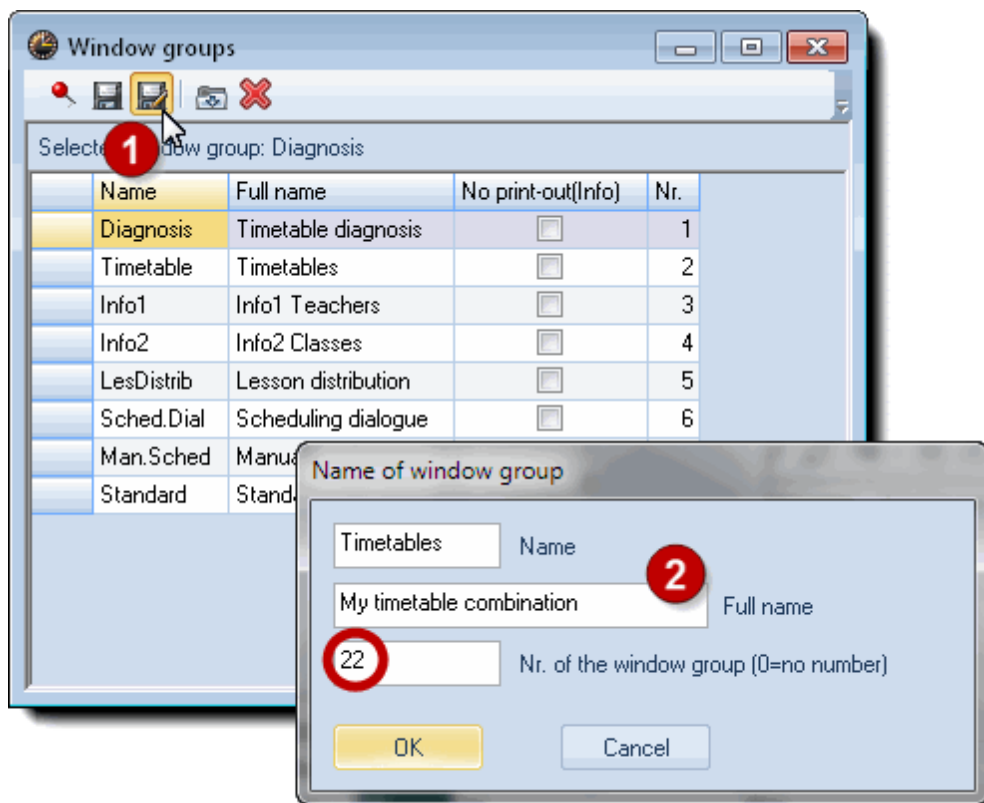 Window groups
1
Selecte dow group: Diagnosis
Name Full name No print-out(Info) Nr.
Diagnosis Timetable diagnosis 1
Timetable Timetables 2
Info1 Info1 Teachers 3
Info2 Info2 Classes 4
LesDistrib Lesson distribution 5
Sched.Dial Scheduling dialogue 6
Man.Sched Manua
Standard Standa
Name of window group
Timetables Name
2
My timetable combination Full name
22 Nr. of the window group (0=no number)
OK Cancel